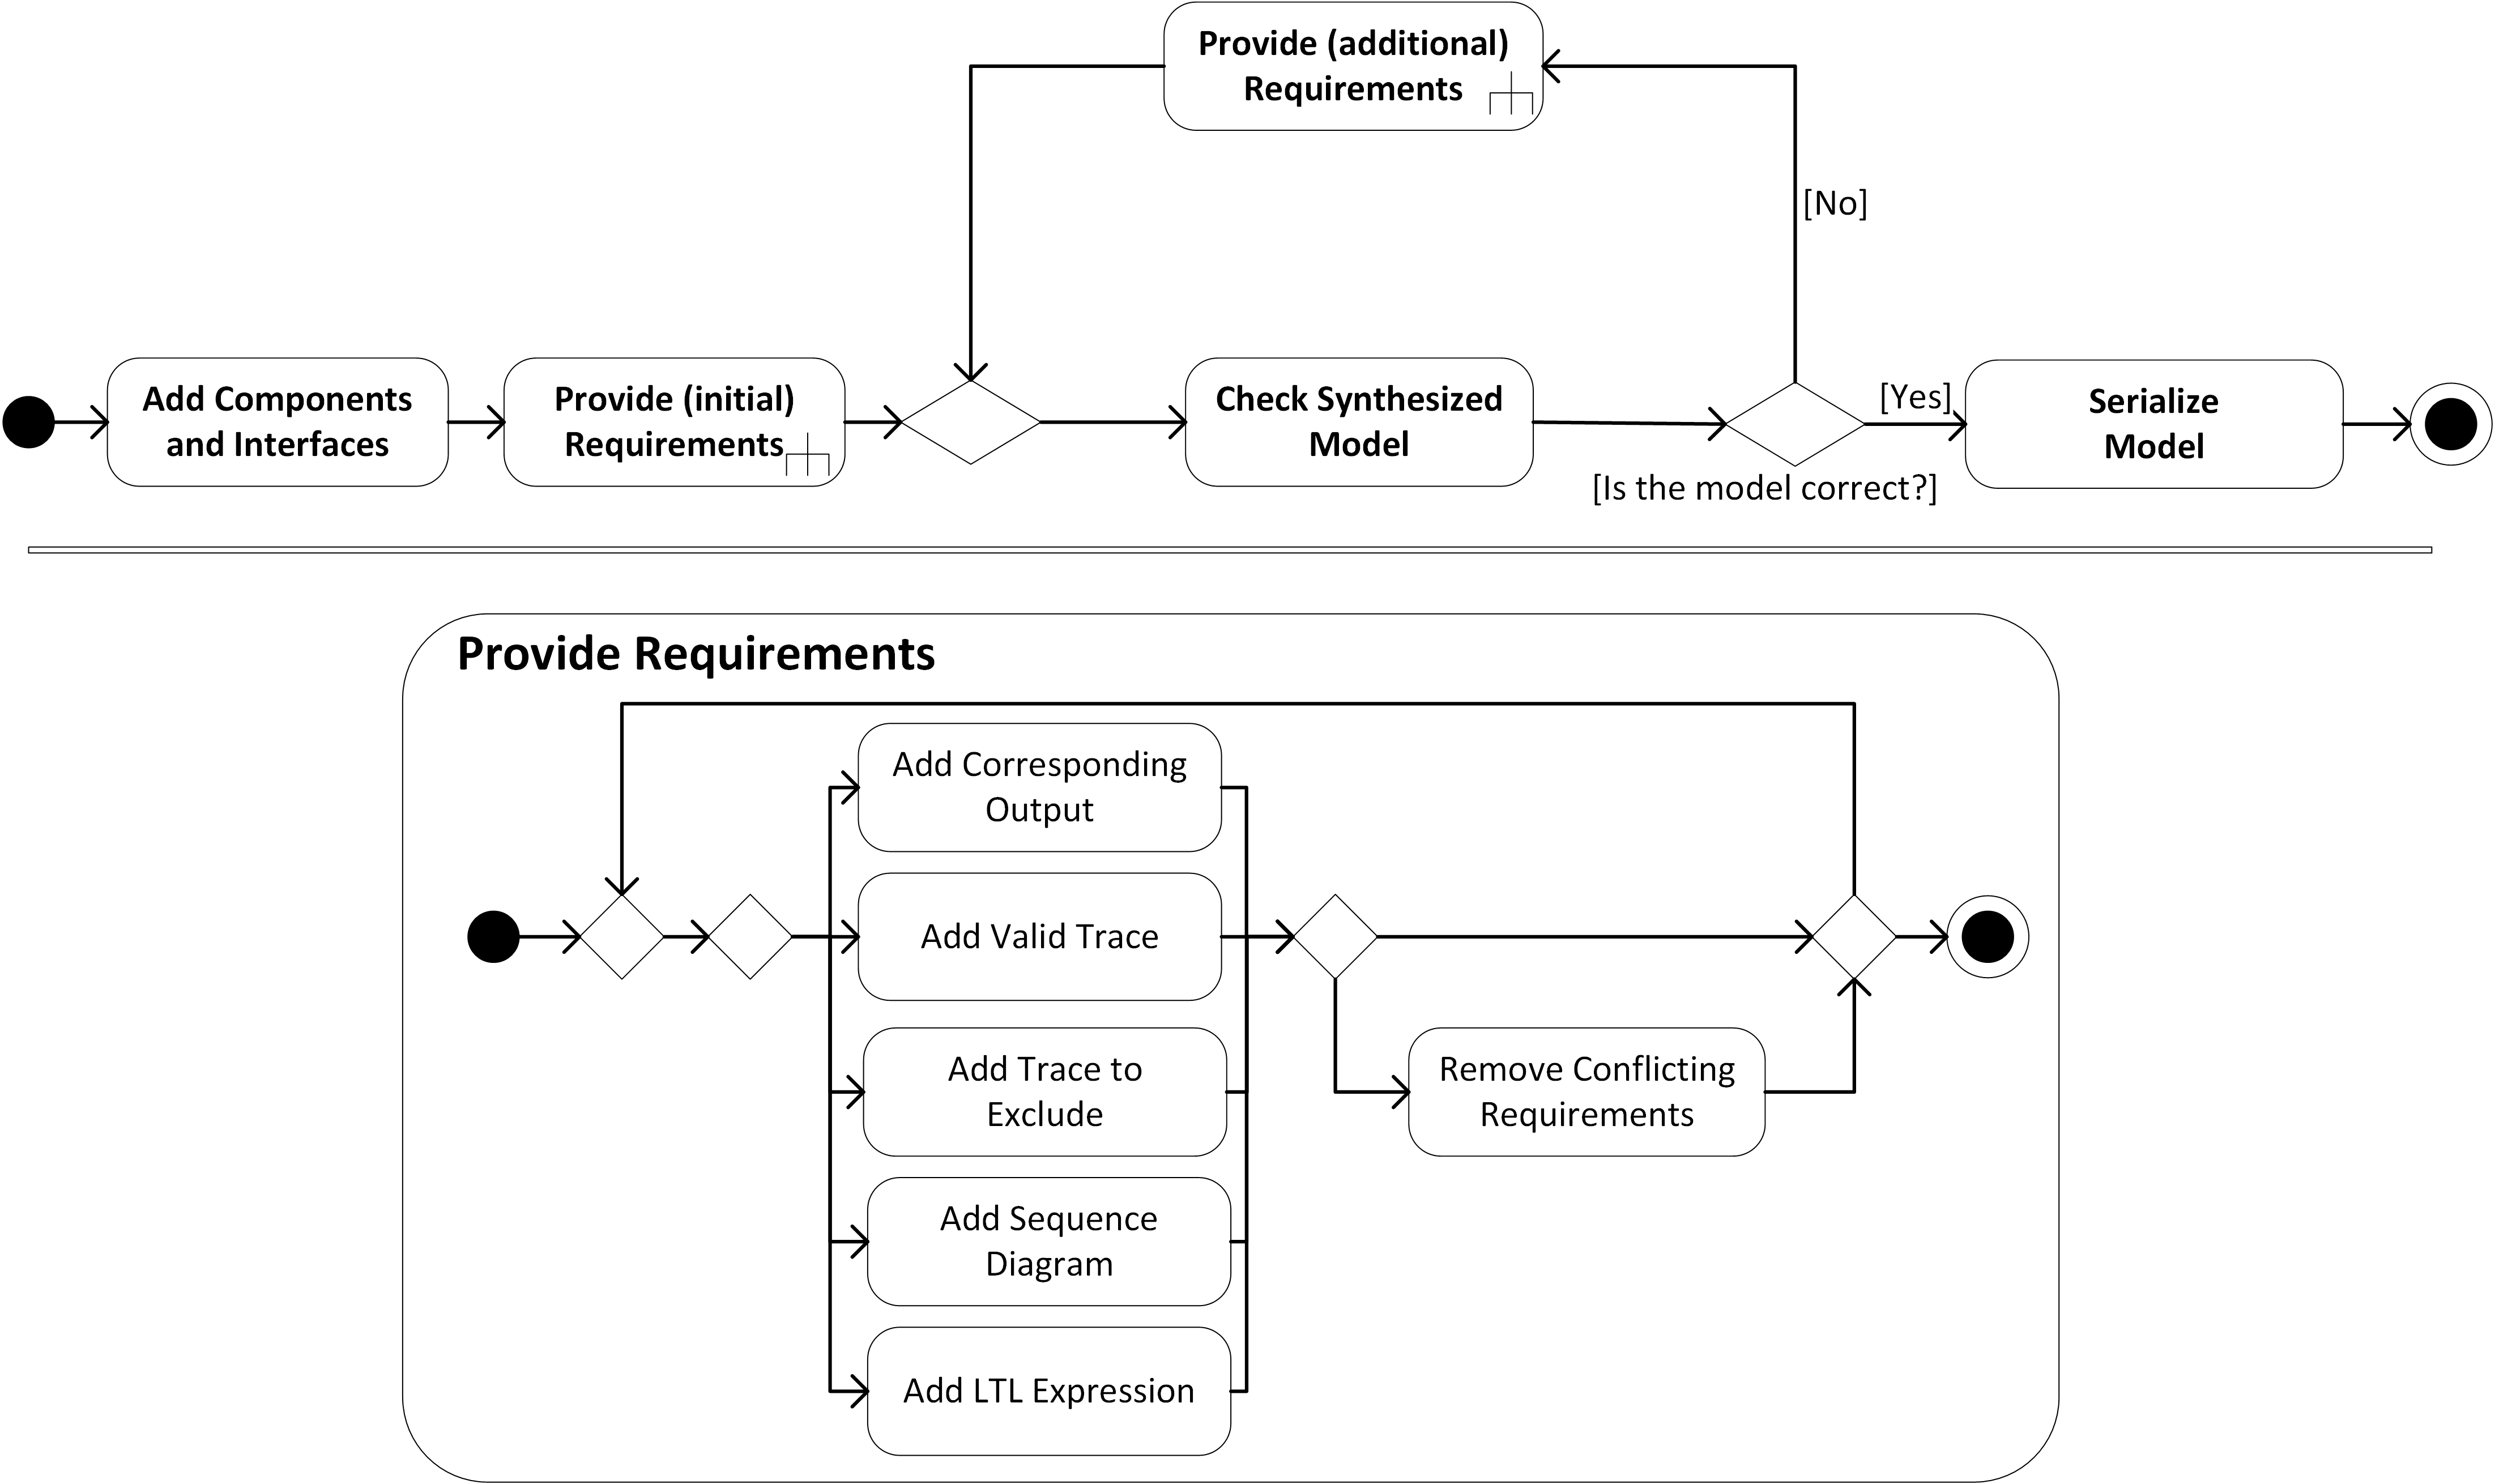 Provide (additional)
Requirements
[No]
Add Components
and Interfaces
Provide (initial)
Requirements
Check Synthesized
Model
[Is the model correct?]
[Yes]
Serialize
Model
Provide Requirements
Add Corresponding
Output
Add Valid Trace
Add Trace to
Exclude
Add Sequence
Diagram
Add LTL Expression
Remove Conflicting
Requirements